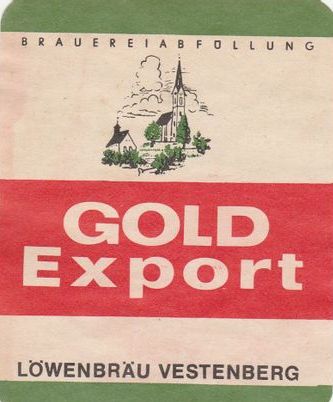 BRAUEREIABFÜLLUNG
GOLD
Export
LÖWENBRÄU VESTENBERG